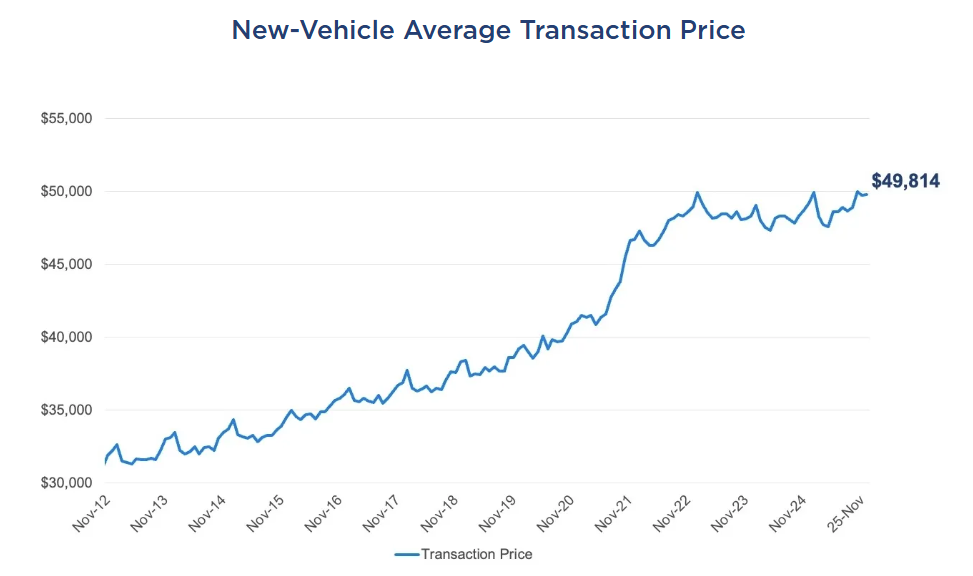 New-Vehicle Average Transaction Price
$55,000
$50,000
$49,814
$45,000
$40,000
$35,000
$30,000
Nov-12
Nov-13
Nov-14
Nov-15
Nov-16
Nov-17
Nov-18
Nov-19
Nov-20
Nov-21
Nov-22
Nov-23
Nov-24
25-Nov
Transaction Price